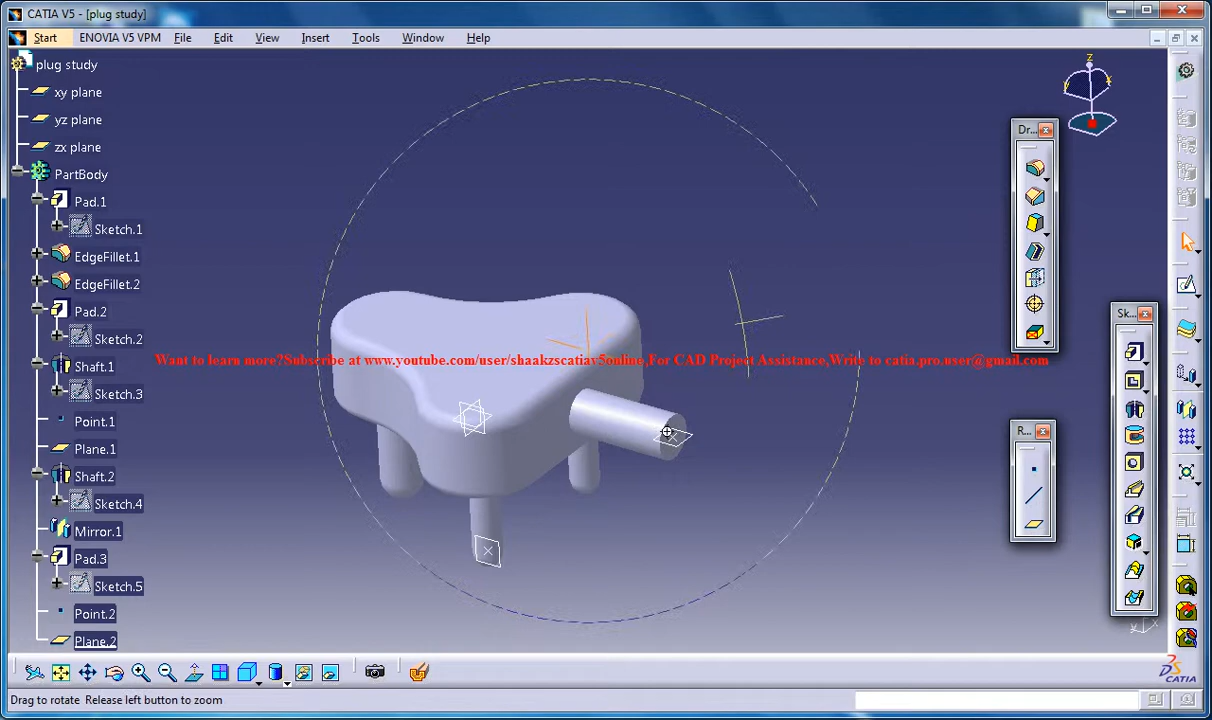 CATIA V5 - [plug study]
Start ENOVIA V5 VPM File Edit View Insert Tools Window Help
plug study
xy plane
yz plane
zx plane
PartBody
Pad.1
Sketch.1
EdgeFillet.1
EdgeFillet.2
Pad.2
Sketch.2
Shaft.1
Sketch.3
Point.1
Plane.1
Shaft.2
Sketch.4
Mirror.1
Pad.3
Sketch.5
Point.2
Plane.2
Want to learn more?Subscribe at www.youtube.com/user/shaakzscatiav5online,For CAD Project Assistance,Write to catia.pro.user@gmail.com
z
Dr...
Sk...
R...
CATIA
Drag to rotate Release left button to zoom